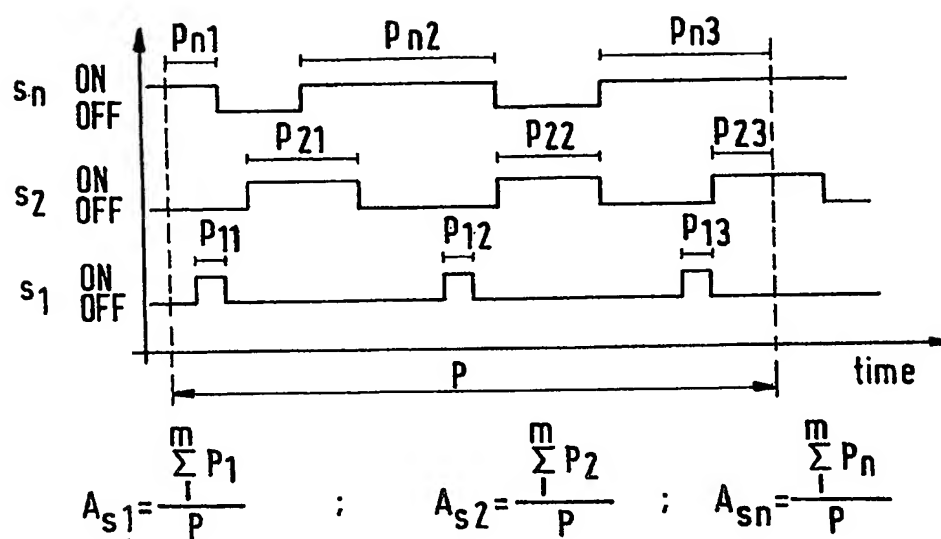 Pn1 Pn2 Pn3
sn ON
OFF
P21 P22 P23
s2 ON
OFF
P11 P12 P13
s1 ON
OFF
P time
As1 = m Σ 1 P1 / P ; As2 = m Σ 1 P2 / P ; Asn = m Σ 1 Pn / P